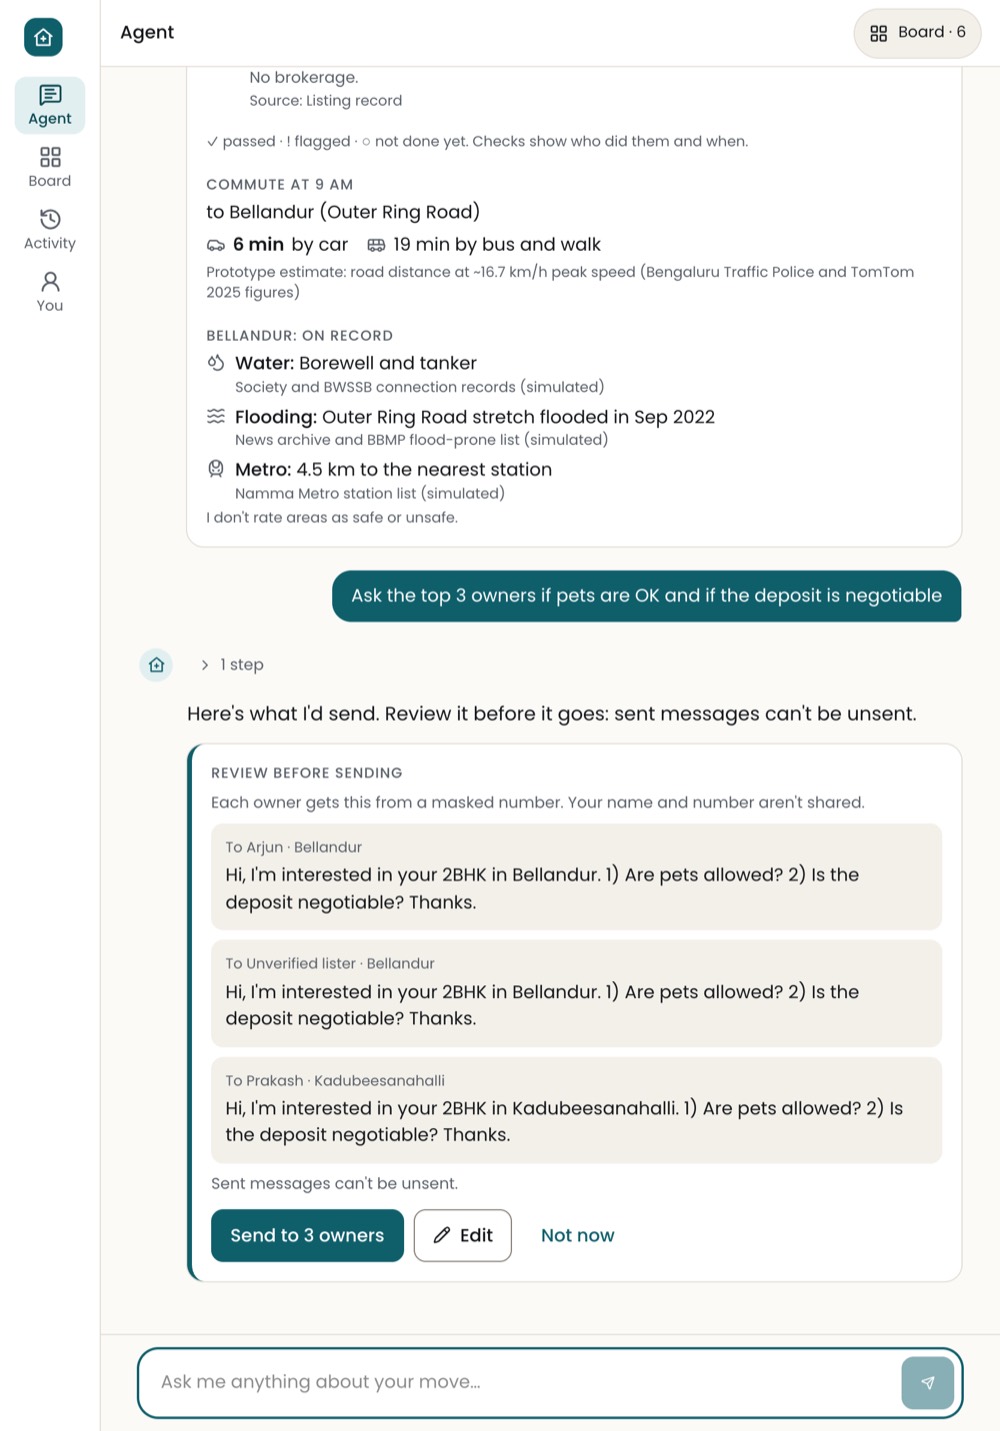 Agent
Board · 6
Agent
Board
Activity
You
No brokerage.
Source: Listing record
✓ passed · ! flagged · ○ not done yet. Checks show who did them and when.
COMMUTE AT 9 AM
to Bellandur (Outer Ring Road)
6 min by car 19 min by bus and walk
Prototype estimate: road distance at ~16.7 km/h peak speed (Bengaluru Traffic Police and TomTom
2025 figures)
BELLANDUR: ON RECORD
Water: Borewell and tanker
Society and BWSSB connection records (simulated)
Flooding: Outer Ring Road stretch flooded in Sep 2022
News archive and BBMP flood-prone list (simulated)
Metro: 4.5 km to the nearest station
Namma Metro station list (simulated)
I don't rate areas as safe or unsafe.
Ask the top 3 owners if pets are OK and if the deposit is negotiable
1 step
Here's what I'd send. Review it before it goes: sent messages can't be unsent.
REVIEW BEFORE SENDING
Each owner gets this from a masked number. Your name and number aren't shared.
To Arjun · Bellandur
Hi, I'm interested in your 2BHK in Bellandur. 1) Are pets allowed? 2) Is the
deposit negotiable? Thanks.
To Unverified lister · Bellandur
Hi, I'm interested in your 2BHK in Bellandur. 1) Are pets allowed? 2) Is the
deposit negotiable? Thanks.
To Prakash · Kadubeesanahalli
Hi, I'm interested in your 2BHK in Kadubeesanahalli. 1) Are pets allowed? 2) Is
the deposit negotiable? Thanks.
Sent messages can't be unsent.
Send to 3 owners
Edit
Not now
Ask me anything about your move…